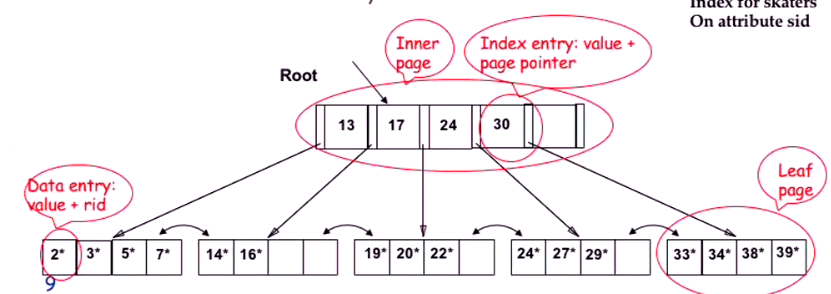 Index for skaters
On attribute sid
Inner
page
Index entry: value +
page pointer
Root
13 17 24 30
Data entry:
value + rid
Leaf
page
2* 3* 5* 7* 14* 16* 19* 20* 22* 24* 27* 29* 33* 34* 38* 39*
9